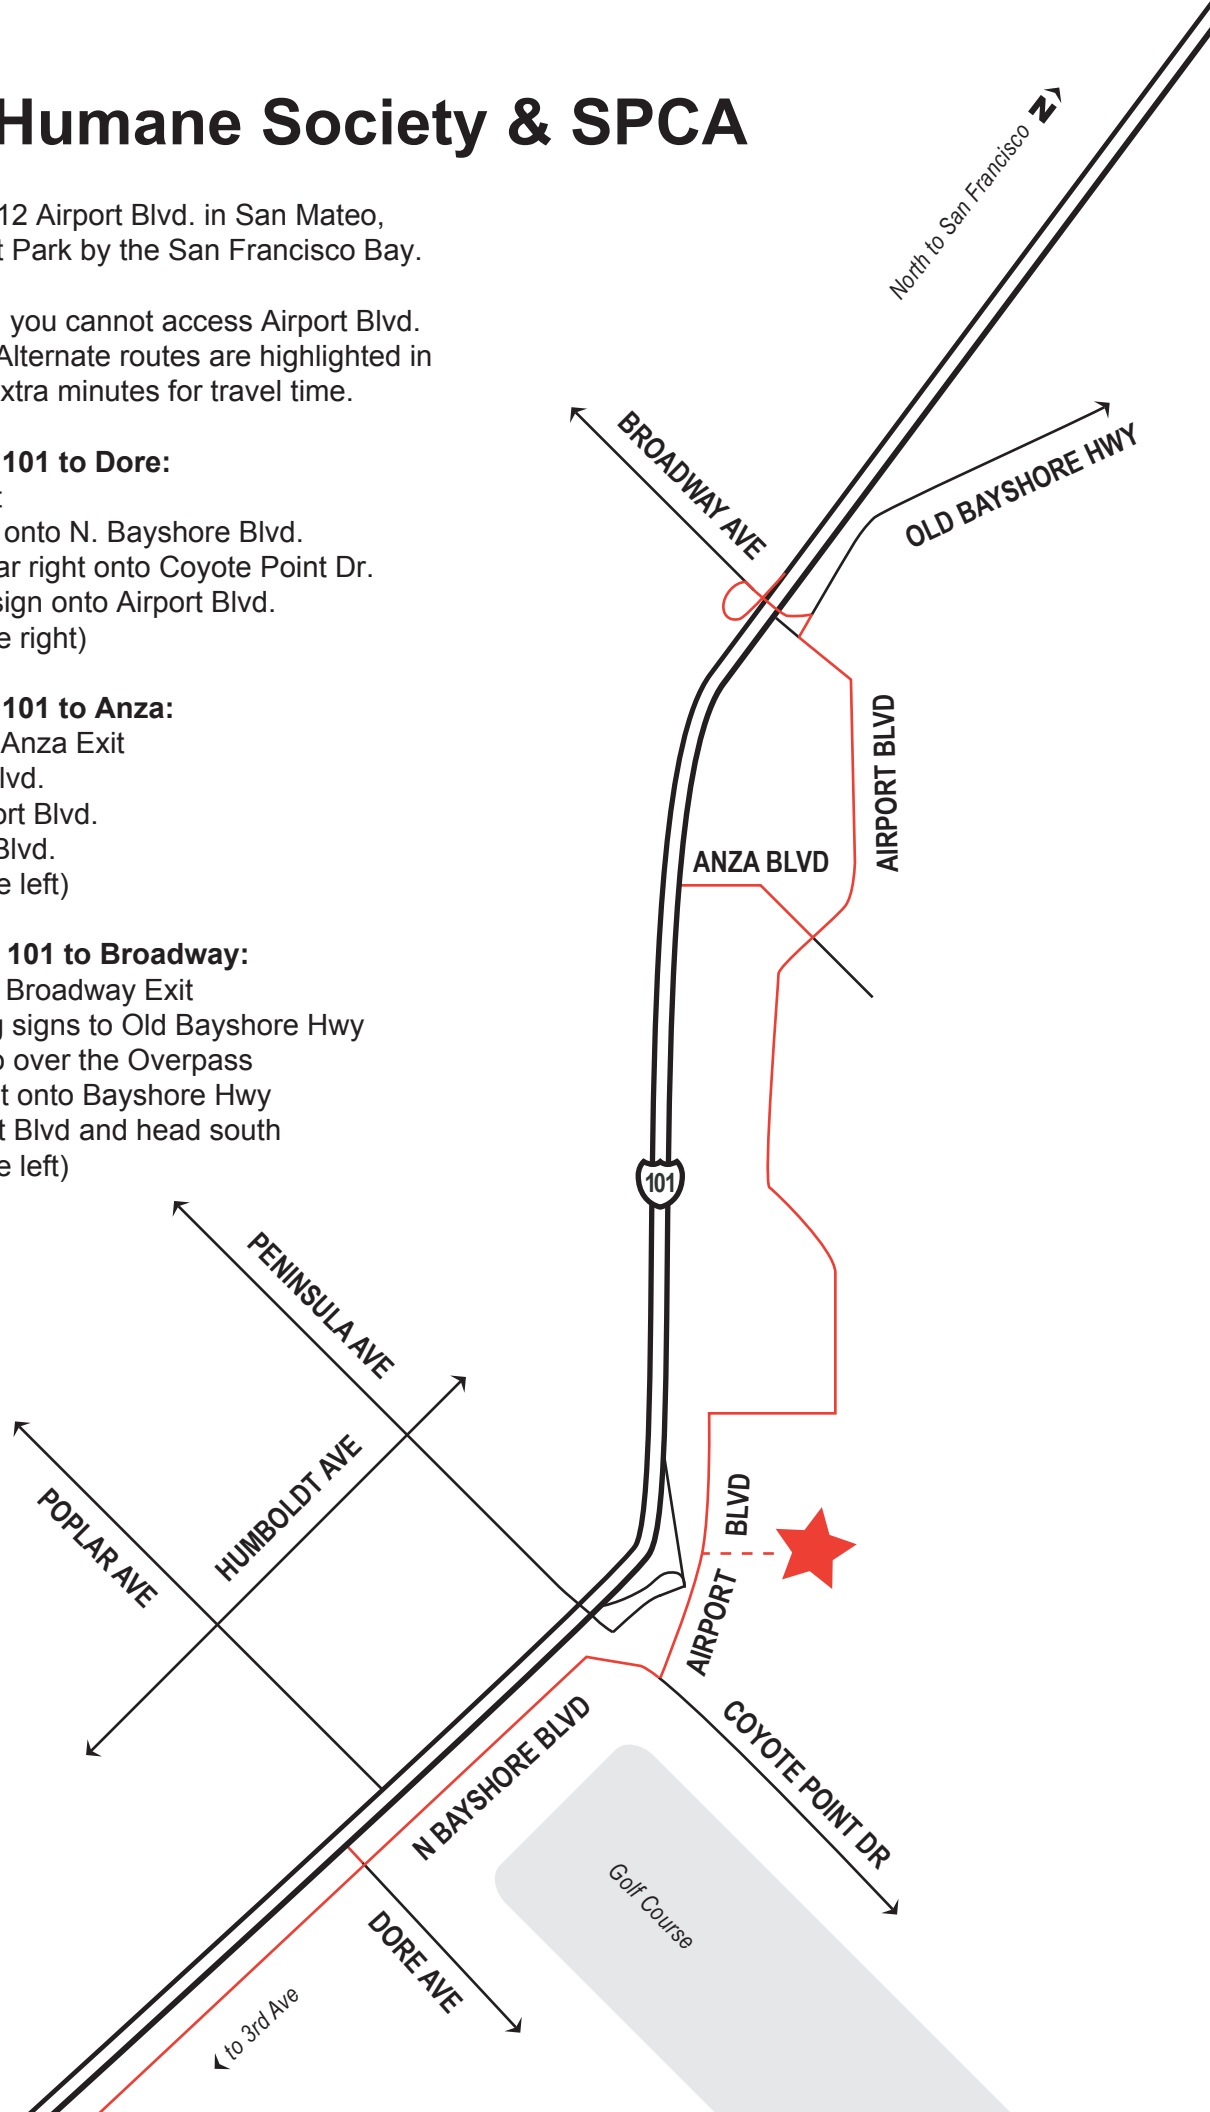 Humane Society & SPCA
12 Airport Blvd. in San Mateo,
t Park by the San Francisco Bay.
you cannot access Airport Blvd.
Alternate routes are highlighted in
xtra minutes for travel time.
101 to Dore:
t
onto N. Bayshore Blvd.
ar right onto Coyote Point Dr.
sign onto Airport Blvd.
e right)
101 to Anza:
Anza Exit
lvd.
ort Blvd.
Blvd.
e left)
101 to Broadway:
Broadway Exit
g signs to Old Bayshore Hwy
o over the Overpass
t onto Bayshore Hwy
t Blvd and head south
e left)
North to San Francisco N
BROADWAY AVE
OLD BAYSHORE HWY
AIRPORT BLVD
ANZA BLVD
101
PENINSULA AVE
HUMBOLDT AVE
POPLAR AVE
AIRPORT BLVD
N BAYSHORE BLVD
COYOTE POINT DR
Golf Course
DORE AVE
to 3rd Ave